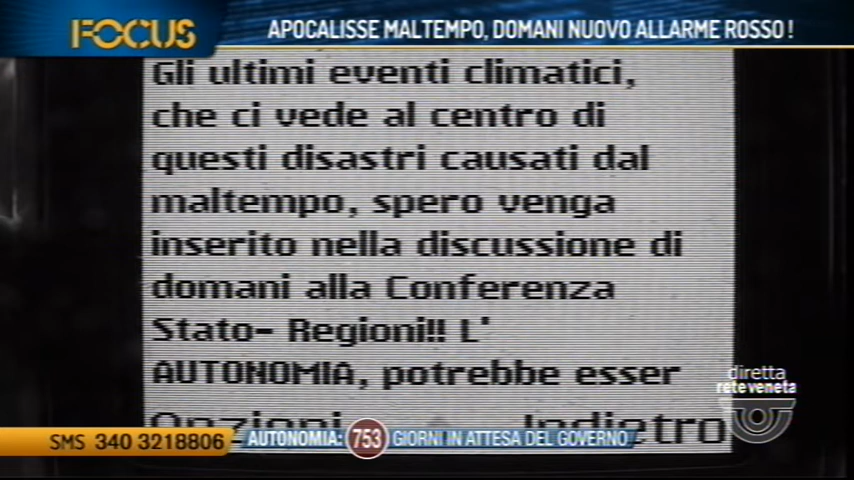 FOCUS
APOCALISSE MALTEMPO, DOMANI NUOVO ALLARME ROSSO !
Gli ultimi eventi climatici,
che ci vede al centro di
questi disastri causati dal
maltempo, spero venga
inserito nella discussione di
domani alla Conferenza
Stato- Regioni!! L'
AUTONOMIA, potrebbe esser
Opzioni Indietro
diretta
reteveneta
SMS 340 3218806
AUTONOMIA: 753 GIORNI IN ATTESA DEL GOVERNO